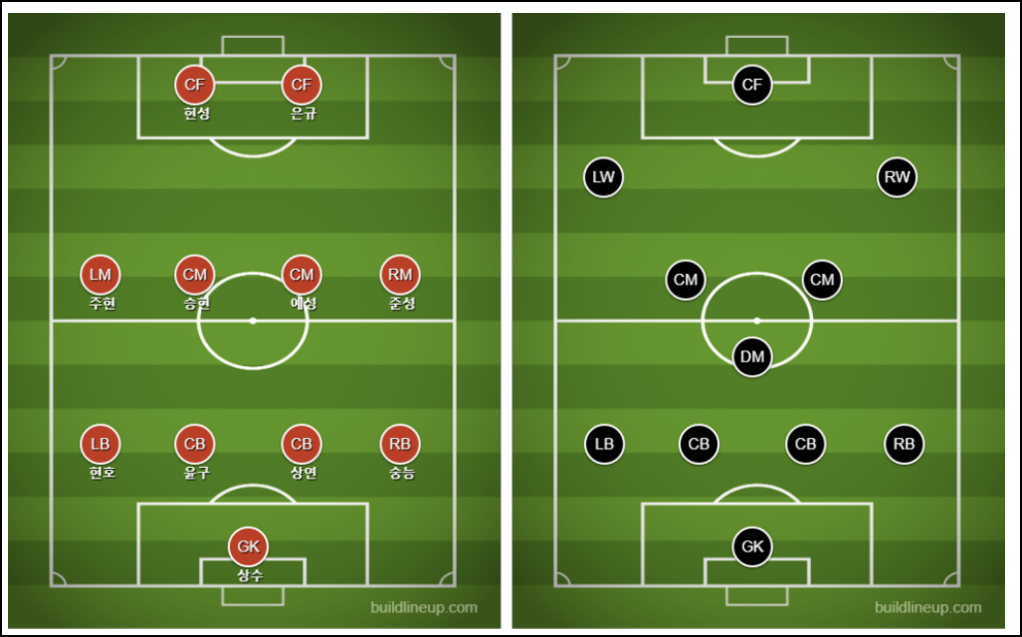 CF CF
현성 은규
LM CM CM RM
주현 승현 예성 준성
LB CB CB RB
현호 윤구 상연 숭능
GK
상수
buildlineup.com
CF
LW RW
CM CM
DM
LB CB CB RB
GK
buildlineup.com